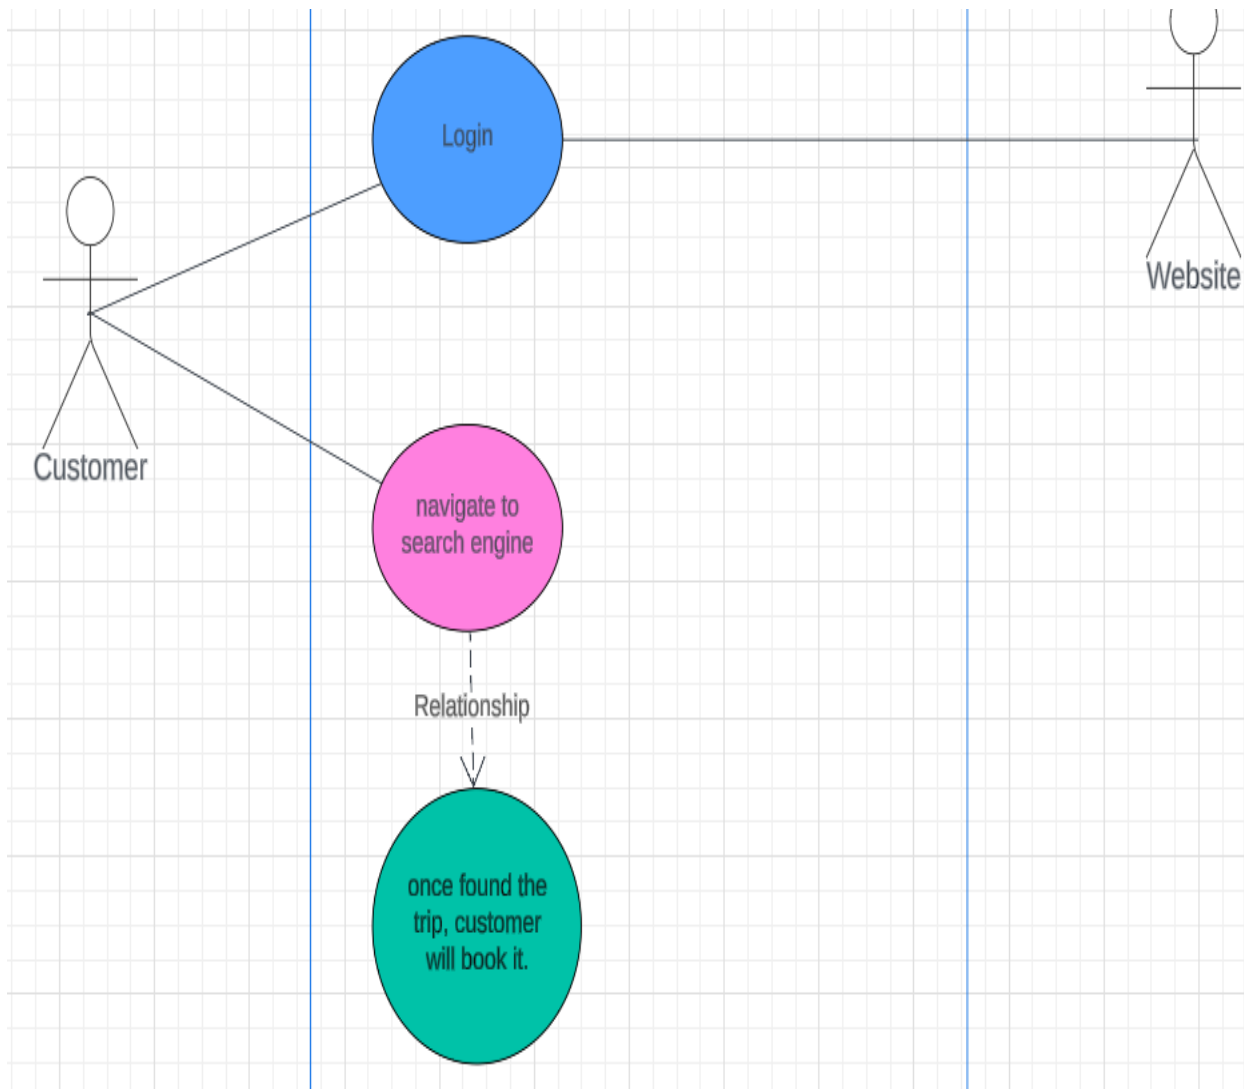 Login
Website
Customer
navigate to
search engine
Relationship
once found the
trip, customer
will book it.